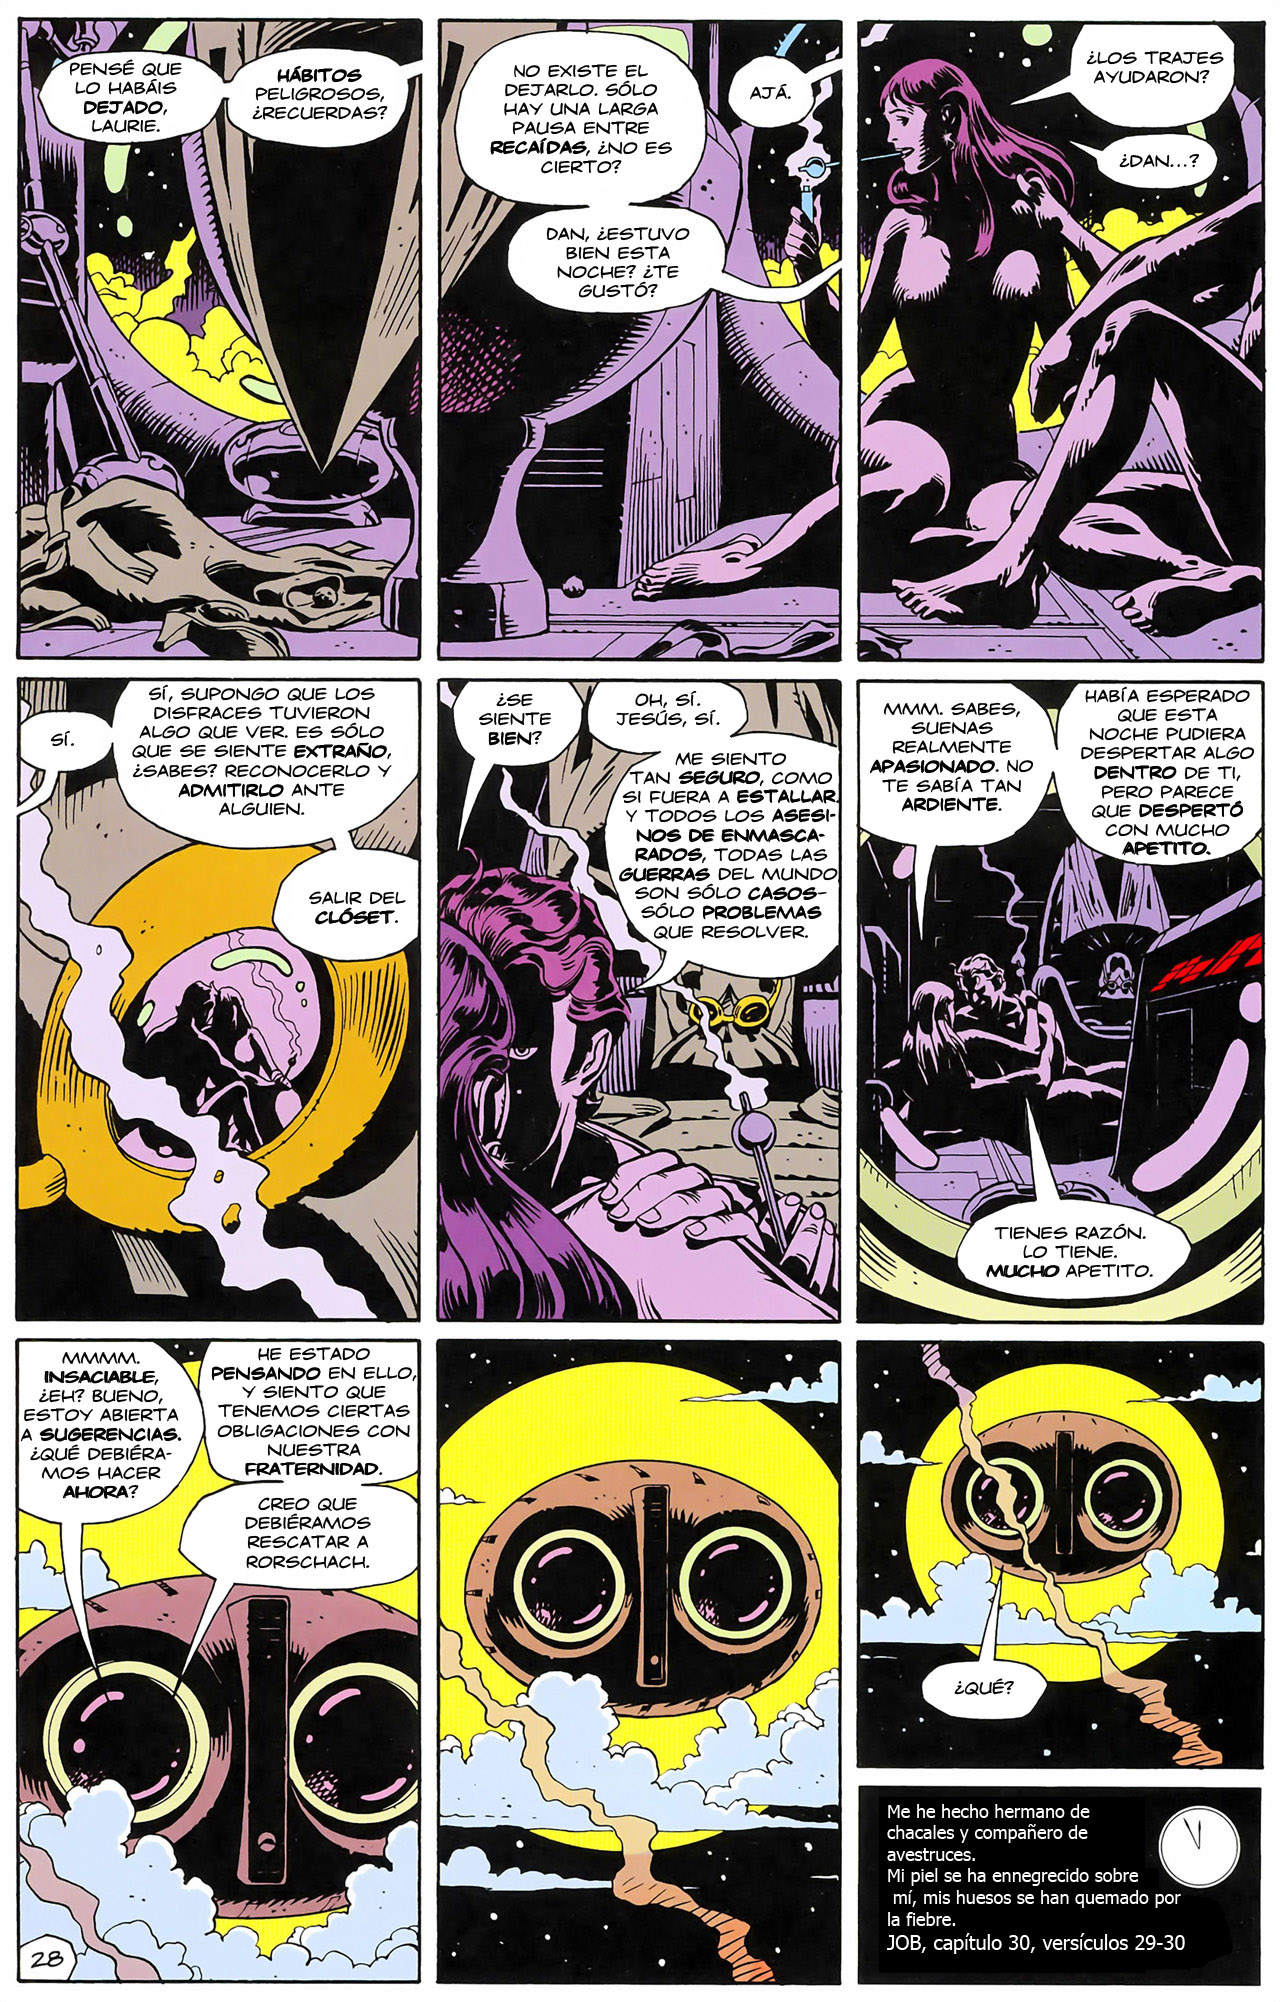 PENSÉ QUE
LO HABÁIS
DEJADO,
LAURIE.
HÁBITOS
PELIGROSOS,
¿RECUERDAS?
NO EXISTE EL
DEJARLO. SÓLO
HAY UNA LARGA
PAUSA ENTRE
RECAÍDAS, ¿NO ES
CIERTO?
AJÁ.
DAN, ¿ESTUVO
BIEN ESTA
NOCHE? ¿TE
GUSTÓ?
¿LOS TRAJES
AYUDARON?
¿DAN...?
SÍ.
SÍ, SUPONGO QUE LOS
DISFRACES TUVIERON
ALGO QUE VER. ES SÓLO
QUE SE SIENTE EXTRAÑO,
¿SABES? RECONOCERLO Y
ADMITIRLO ANTE
ALGUIEN.
SALIR DEL
CLÓSET.
¿SE
SIENTE
BIEN?
OH, SÍ.
JESÚS, SÍ.
ME SIENTO
TAN SEGURO, COMO
SI FUERA A ESTALLAR.
Y TODOS LOS ASESI-
NOS DE ENMASCA-
RADOS, TODAS LAS
GUERRAS DEL MUNDO
SON SÓLO CASOS-
SÓLO PROBLEMAS
QUE RESOLVER.
MMM. SABES,
SUENAS
REALMENTE
APASIONADO. NO
TE SABÍA TAN
ARDIENTE.
HABÍA ESPERADO
QUE ESTA
NOCHE PUDIERA
DESPERTAR ALGO
DENTRO DE TI,
PERO PARECE
QUE DESPERTÓ
CON MUCHO
APETITO.
TIENES RAZÓN.
LO TIENE.
MUCHO APETITO.
MMMM.
INSACIABLE,
¿EH? BUENO,
ESTOY ABIERTA
A SUGERENCIAS.
¿QUÉ DEBIÉRA-
MOS HACER
AHORA?
HE ESTADO
PENSANDO EN ELLO,
Y SIENTO QUE
TENEMOS CIERTAS
OBLIGACIONES CON
NUESTRA
FRATERNIDAD.
CREO QUE
DEBIÉRAMOS
RESCATAR A
RORSCHACH.
28
¿QUÉ?
Me he hecho hermano de
chacales y compañero de
avestruces.
Mi piel se ha ennegrecido sobre
mí, mis huesos se han quemado por
la fiebre.
JOB, capítulo 30, versículos 29-30